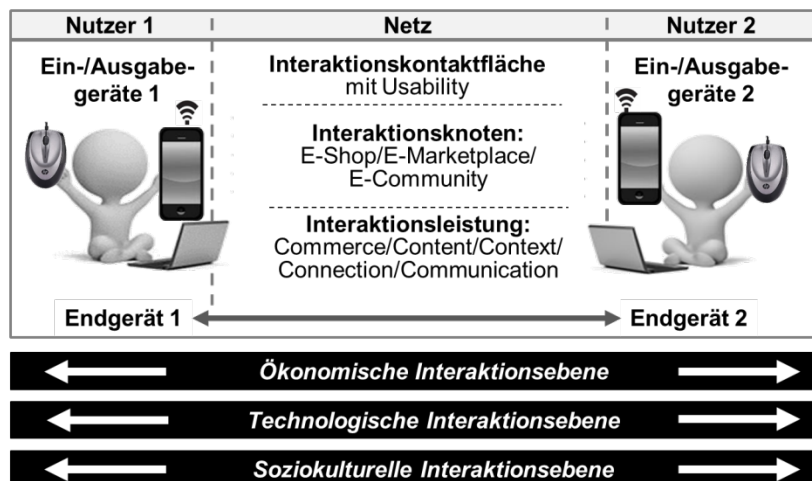 Nutzer 1
Netz
Nutzer 2
Ein-/Ausgabe-
geräte 1
Interaktionskontaktfläche
mit Usability
Interaktionsknoten:
E-Shop/E-Marketplace/
E-Community
Interaktionsleistung:
Commerce/Content/Context/
Connection/Communication
Ein-/Ausgabe-
geräte 2
Endgerät 1
Endgerät 2
Ökonomische Interaktionsebene
Technologische Interaktionsebene
Soziokulturelle Interaktionsebene